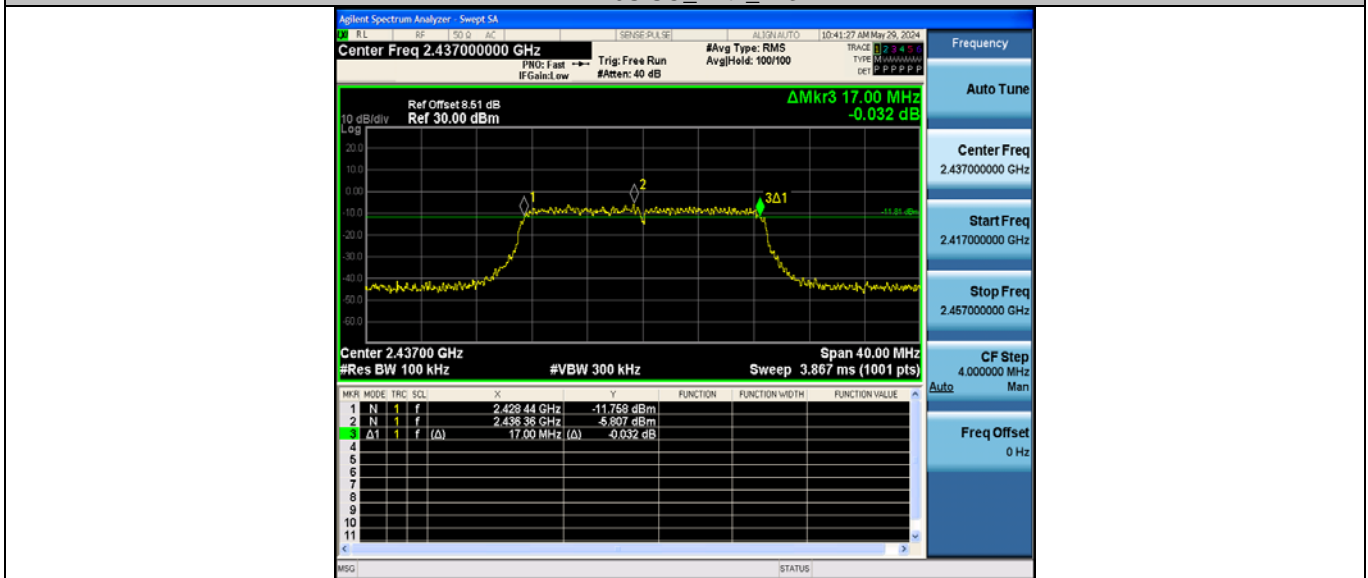 Agilent Spectrum Analyzer - Swept SA
RL RF 50 Ω AC SENSE:PULSE ALIGN AUTO 10:41:27 AM May 29, 2024
Center Freq 2.437000000 GHz
PNO: Fast
IFGain:Low
Trig: Free Run
#Atten: 40 dB
#Avg Type: RMS
Avg|Hold: 100/100
TRACE 1 2 3 4 5 6
TYPE M
DET P P P P P P
ΔMkr3 17.00 MHz
-0.032 dB
Ref Offset 8.51 dB
10 dB/div Ref 30.00 dBm
Log
20.0
10.0
0.00
-10.0
-20.0
-30.0
-40.0
-50.0
-60.0
1
2
3Δ1
-11.81 dBm
Center 2.43700 GHz Span 40.00 MHz
#Res BW 100 kHz #VBW 300 kHz Sweep 3.867 ms (1001 pts)
MKR MODE TRC SCL X Y FUNCTION FUNCTION WIDTH FUNCTION VALUE
1 N 1 f 2.428 44 GHz -11.758 dBm
2 N 1 f 2.436 36 GHz -5.807 dBm
3 Δ1 1 f (Δ) 17.00 MHz (Δ) -0.032 dB
4
5
6
7
8
9
10
11
MSG STATUS
Frequency
Auto Tune
Center Freq
2.437000000 GHz
Start Freq
2.417000000 GHz
Stop Freq
2.457000000 GHz
CF Step
4.000000 MHz
Auto Man
Freq Offset
0 Hz